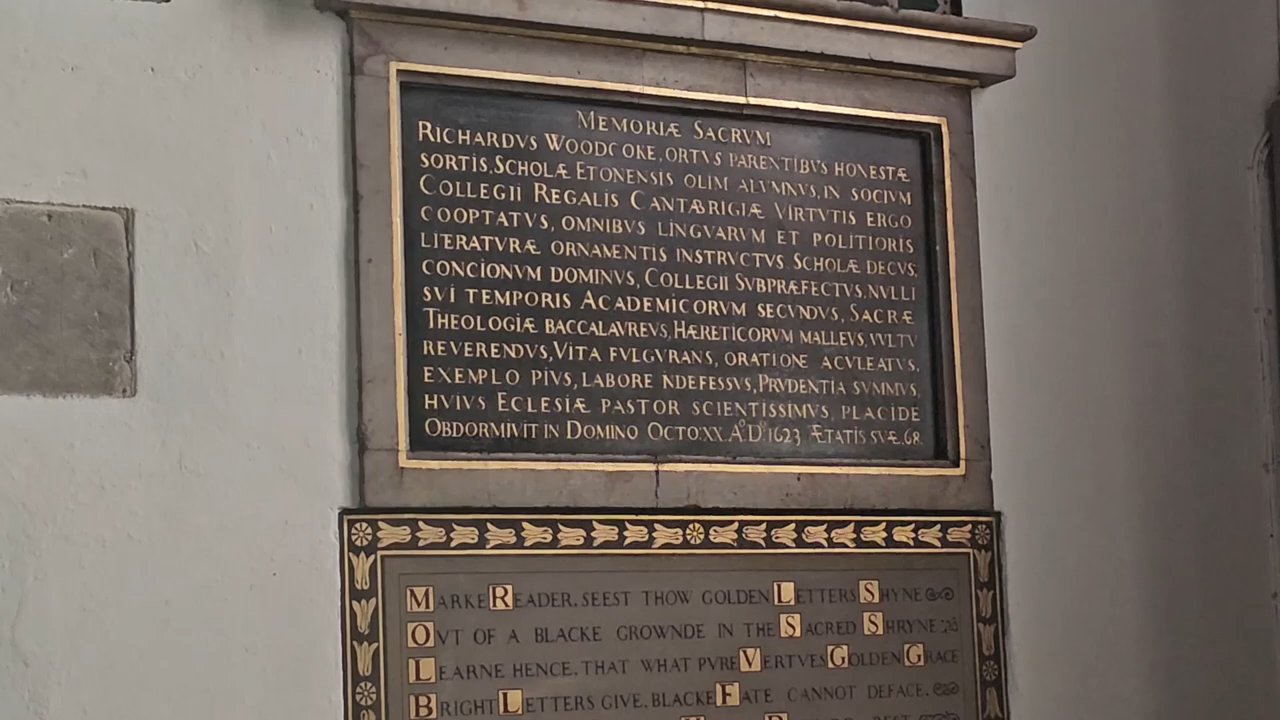 MEMORIÆ SACRVM
RICHARDVS WOODCOKE, ORTVS PARENTIBVS HONESTÆ
SORTIS, SCHOLÆ ETONENSIS OLIM ALVMNVS, IN SOCIVM
COLLEGII REGALIS CANTABRIGIÆ VIRTVTIS ERGO
COOPTATVS, OMNIBVS LINGVARVM ET POLITIORIS
LITERATVRÆ ORNAMENTIS INSTRVCTVS SCHOLÆ DECVS,
CONCIONVM DOMINVS, COLLEGII SVBPRÆFECTVS, NVLLI
SVI TEMPORIS ACADEMICORVM SECVNDVS, SACRÆ
THEOLOGIÆ BACCALAVREVS, HÆRETICORVM MALLEVS, VVLTV
REVERENDVS, VITA FVLGVRANS, ORATIONE ACVLEATVS,
EXEMPLO PIVS, LABORE NDEFESSVS, PRVDENTIA SVMMVS,
HVIVS ECLESIÆ PASTOR SCIENTISSIMVS, PLACIDE
OBDORMIVIT IN DOMINO OCTO:XX. Aº. Dº. 1623 ÆTATIS SVÆ. 68.
MARKE READER, SEEST THOW GOLDEN LETTERS SHYNE
OVT OF A BLACKE GROWNDE IN THE SACRED SHRYNE
LEARNE HENCE, THAT WHAT PVRE VERTVES GOLDEN GRACE
BRIGHT LETTERS GIVE, BLACKE FATE CANNOT DEFACE.